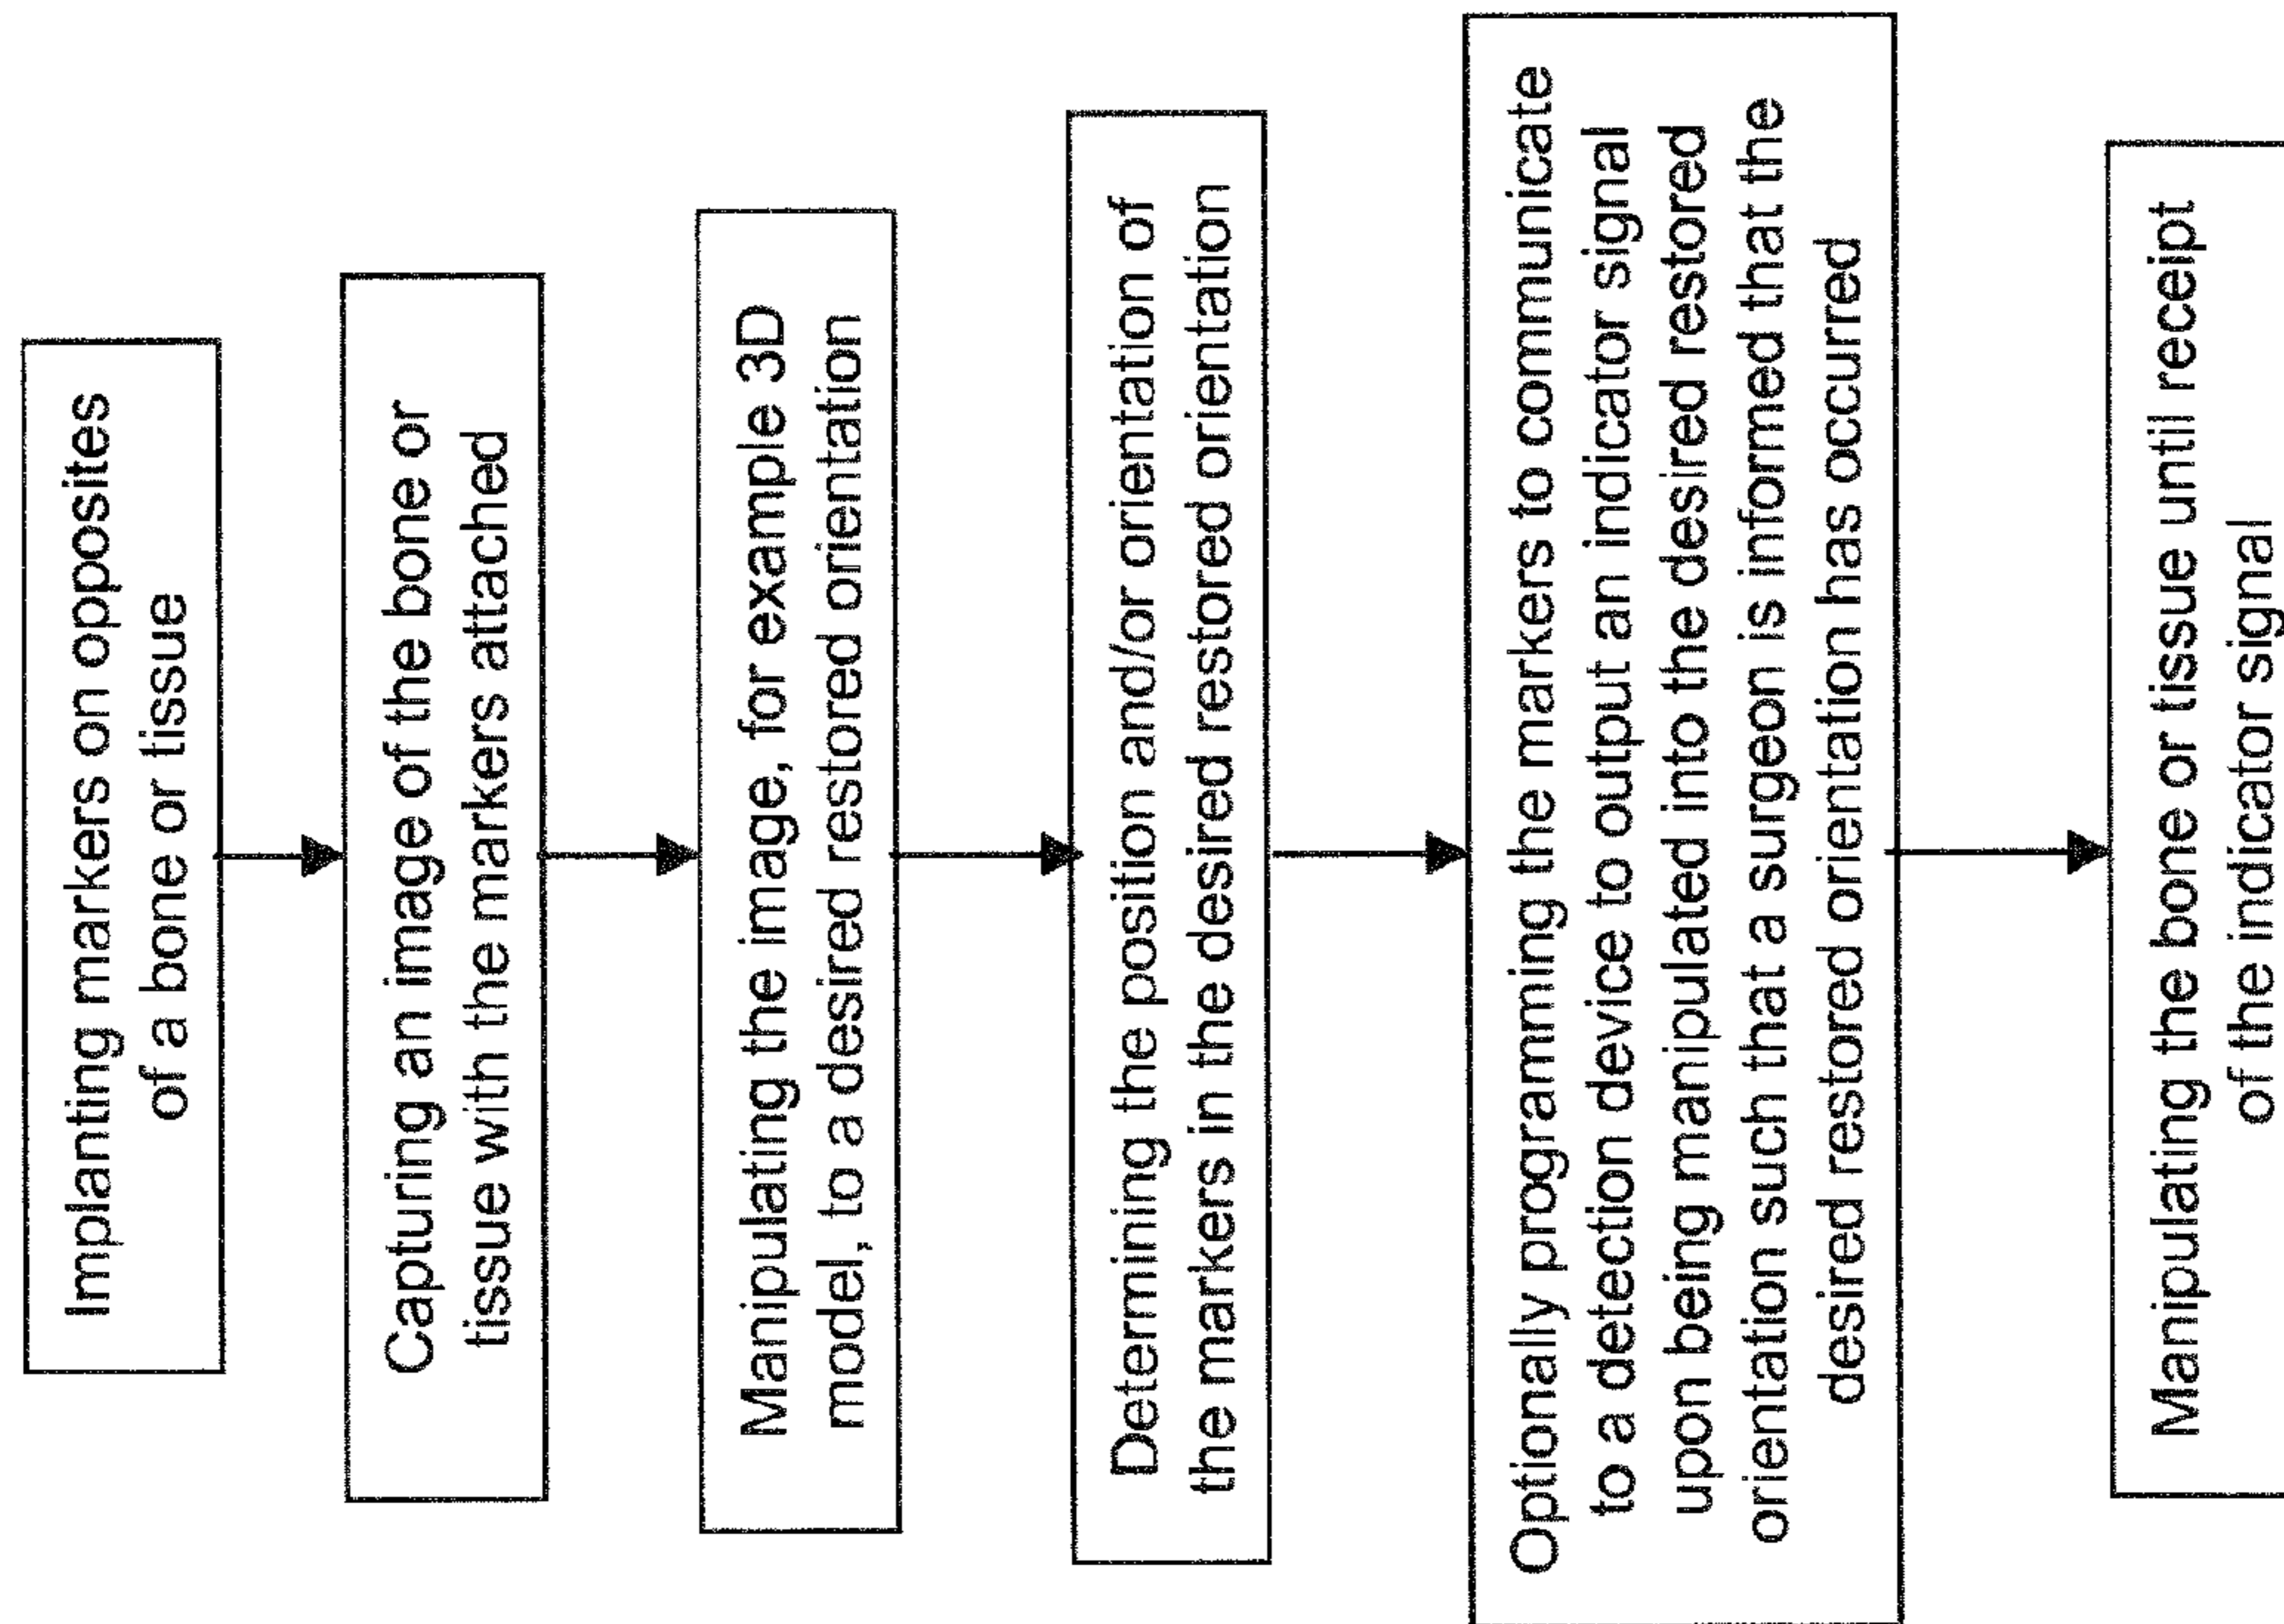 Implanting markers on opposites
of a bone or tissue
Capturing an image of the bone or
tissue with the markers attached
Manipulating the image, for example 3D
model, to a desired restored orientation
Determining the position and/or orientation of
the markers in the desired restored orientation
Optionally programming the markers to communicate
to a detection device to output an indicator signal
upon being manipulated into the desired restored
orientation such that a surgeon is informed that the
desired restored orientation has occurred
Manipulating the bone or tissue until receipt
of the indicator signal